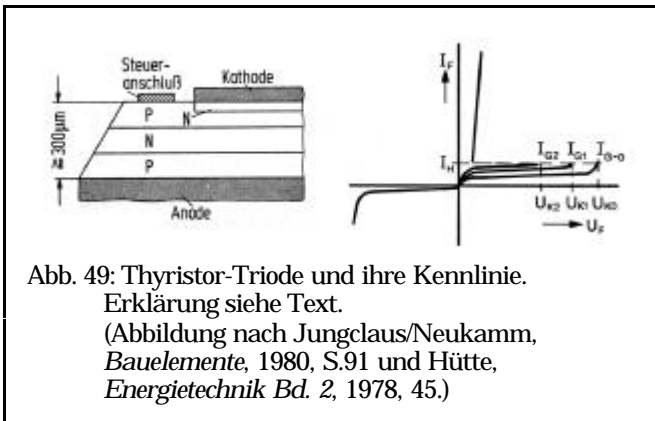 Steuer-
anschluß
Kathode
P
N
N
P
≈ 300µm
Anode
I_F
I_H
I_G2 I_G1 I_G=0
U_K2 U_K1 U_K0
U_F
Abb. 49: Thyristor-Triode und ihre Kennlinie.
Erklärung siehe Text.
(Abbildung nach Jungclaus/Neukamm,
Bauelemente, 1980, S.91 und Hütte,
Energietechnik Bd. 2, 1978, 45.)